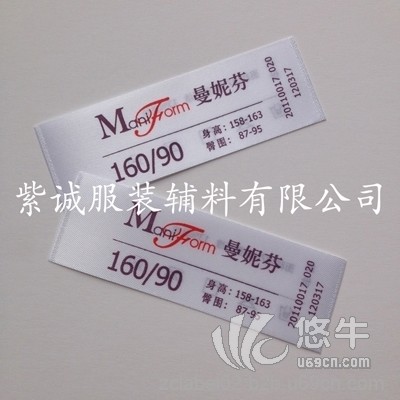 ManiForm 曼妮芬
160/90
身高:158-163
臀围: 87-95
20110017 020
120317
紫诚服装辅料有限公司
ManiForm 曼妮芬
160/90
身高:158-163
臀围: 87-95
20110017 020
120317
悠牛
u69cn.com